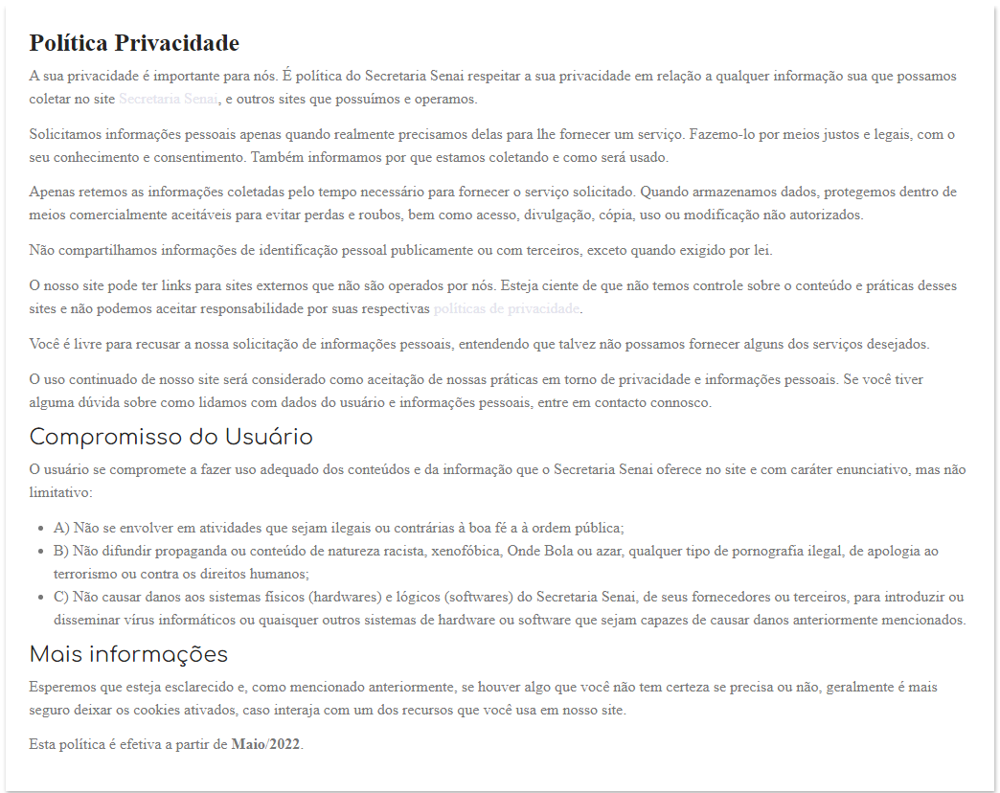 Política Privacidade
A sua privacidade é importante para nós. É política do Secretaria Senai respeitar a sua privacidade em relação a qualquer informação sua que possamos
coletar no site Secretaria Senai, e outros sites que possuímos e operamos.
Solicitamos informações pessoais apenas quando realmente precisamos delas para lhe fornecer um serviço. Fazemo-lo por meios justos e legais, com o
seu conhecimento e consentimento. Também informamos por que estamos coletando e como será usado.
Apenas retemos as informações coletadas pelo tempo necessário para fornecer o serviço solicitado. Quando armazenamos dados, protegemos dentro de
meios comercialmente aceitáveis para evitar perdas e roubos, bem como acesso, divulgação, cópia, uso ou modificação não autorizados.
Não compartilhamos informações de identificação pessoal publicamente ou com terceiros, exceto quando exigido por lei.
O nosso site pode ter links para sites externos que não são operados por nós. Esteja ciente de que não temos controle sobre o conteúdo e práticas desses
sites e não podemos aceitar responsabilidade por suas respectivas políticas de privacidade.
Você é livre para recusar a nossa solicitação de informações pessoais, entendendo que talvez não possamos fornecer alguns dos serviços desejados.
O uso continuado de nosso site será considerado como aceitação de nossas práticas em torno de privacidade e informações pessoais. Se você tiver
alguma dúvida sobre como lidamos com dados do usuário e informações pessoais, entre em contacto connosco.
Compromisso do Usuário
O usuário se compromete a fazer uso adequado dos conteúdos e da informação que o Secretaria Senai oferece no site e com caráter enunciativo, mas não
limitativo:
• A) Não se envolver em atividades que sejam ilegais ou contrárias à boa fé a à ordem pública;
• B) Não difundir propaganda ou conteúdo de natureza racista, xenofóbica, Onde Bola ou azar, qualquer tipo de pornografia ilegal, de apologia ao
terrorismo ou contra os direitos humanos;
• C) Não causar danos aos sistemas físicos (hardwares) e lógicos (softwares) do Secretaria Senai, de seus fornecedores ou terceiros, para introduzir ou
disseminar vírus informáticos ou quaisquer outros sistemas de hardware ou software que sejam capazes de causar danos anteriormente mencionados.
Mais informações
Esperemos que esteja esclarecido e, como mencionado anteriormente, se houver algo que você não tem certeza se precisa ou não, geralmente é mais
seguro deixar os cookies ativados, caso interaja com um dos recursos que você usa em nosso site.
Esta política é efetiva a partir de Maio/2022.